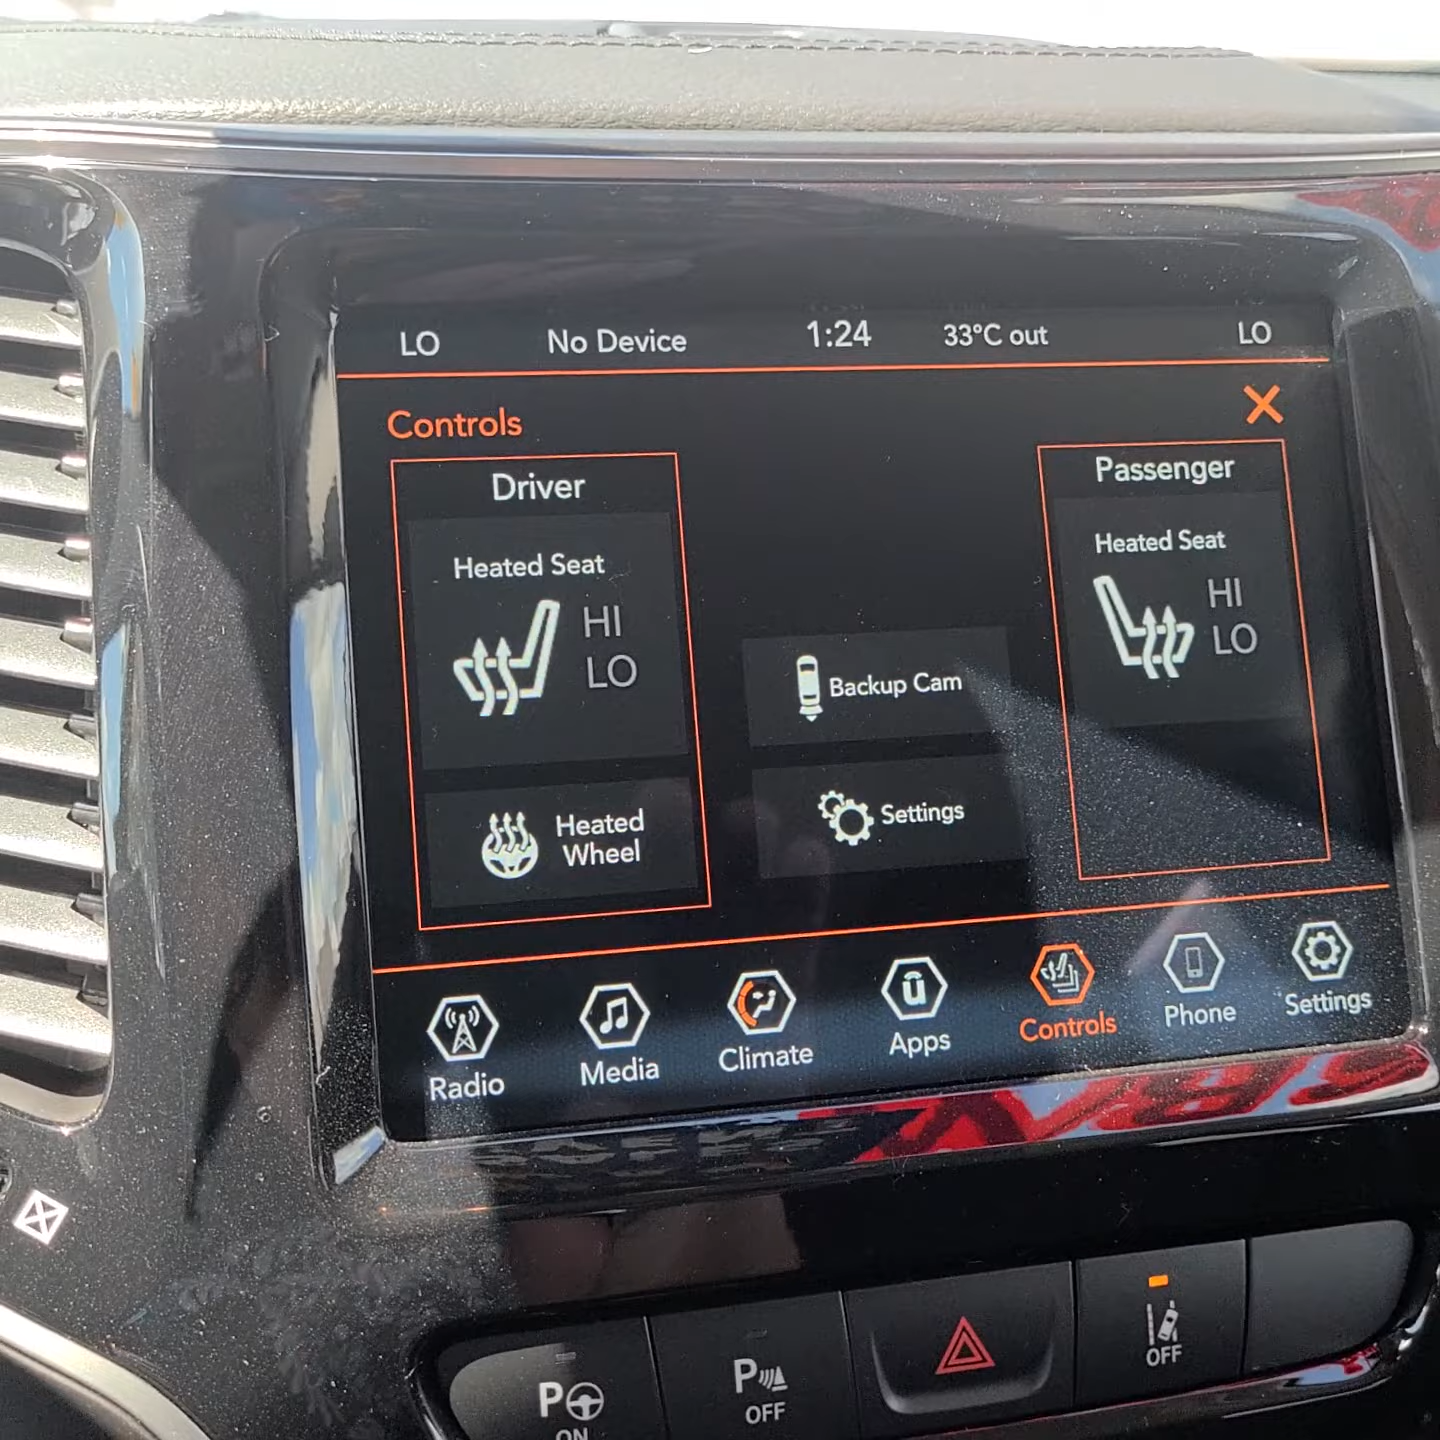 LO No Device 1:24 33°C out LO
Controls
Driver
Heated Seat
HI
LO
Heated
Wheel
Backup Cam
Settings
Passenger
Heated Seat
HI
LO
Radio Media Climate Apps Controls Phone Settings
P
ON
P
OFF
OFF